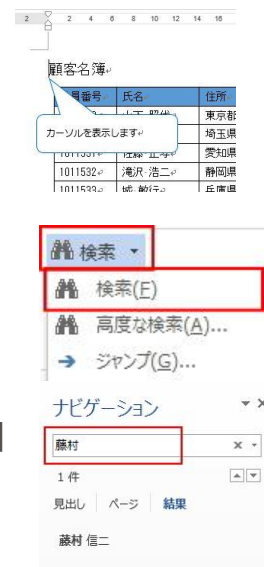 2 2 4 6 8 10 12 14 16
顧客名簿
員番号 氏名 住所
東京都
カーソルを表示します
埼玉県
愛知県
1011532 滝沢 浩二 静岡県
1011533 城 敏行 兵庫県
検索
検索(F)
高度な検索(A)...
ジャンプ(G)...
ナビゲーション
藤村
1 件
見出し ページ 結果
藤村 信二